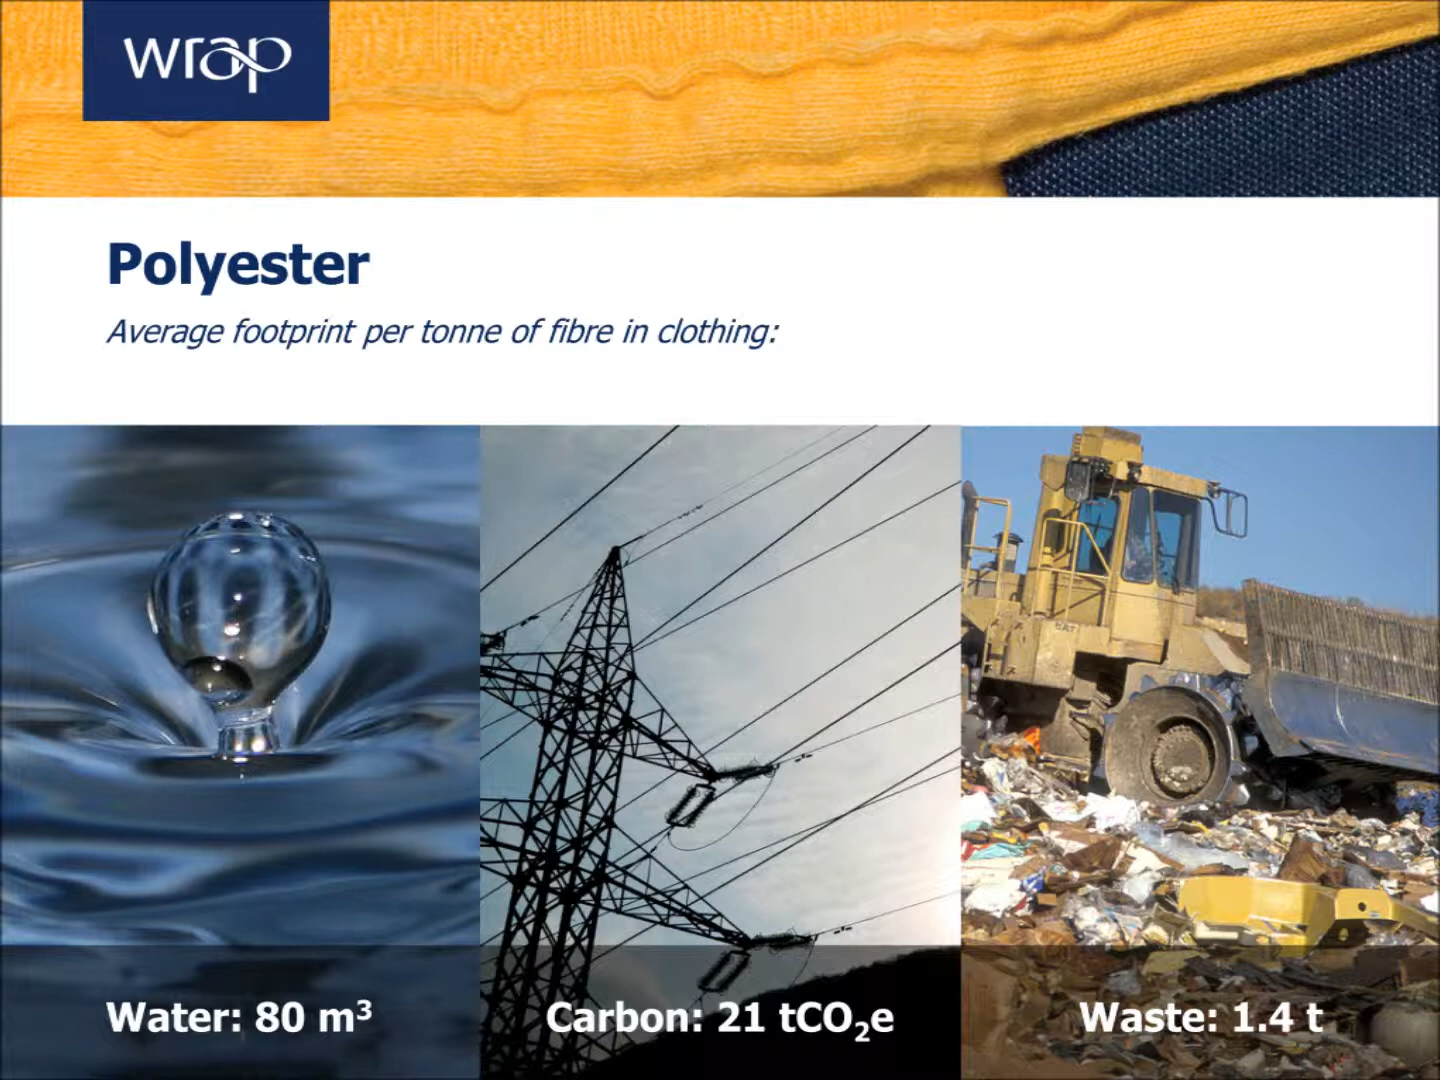 wrap
Polyester
Average footprint per tonne of fibre in clothing:
Water: 80 m³
Carbon: 21 tCO₂e
Waste: 1.4 t
CAT